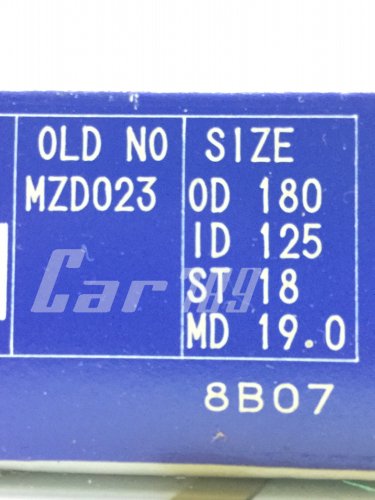 OLD NO SIZE
MZD023 OD 180
ID 125
ST 18
MD 19.0
8B07